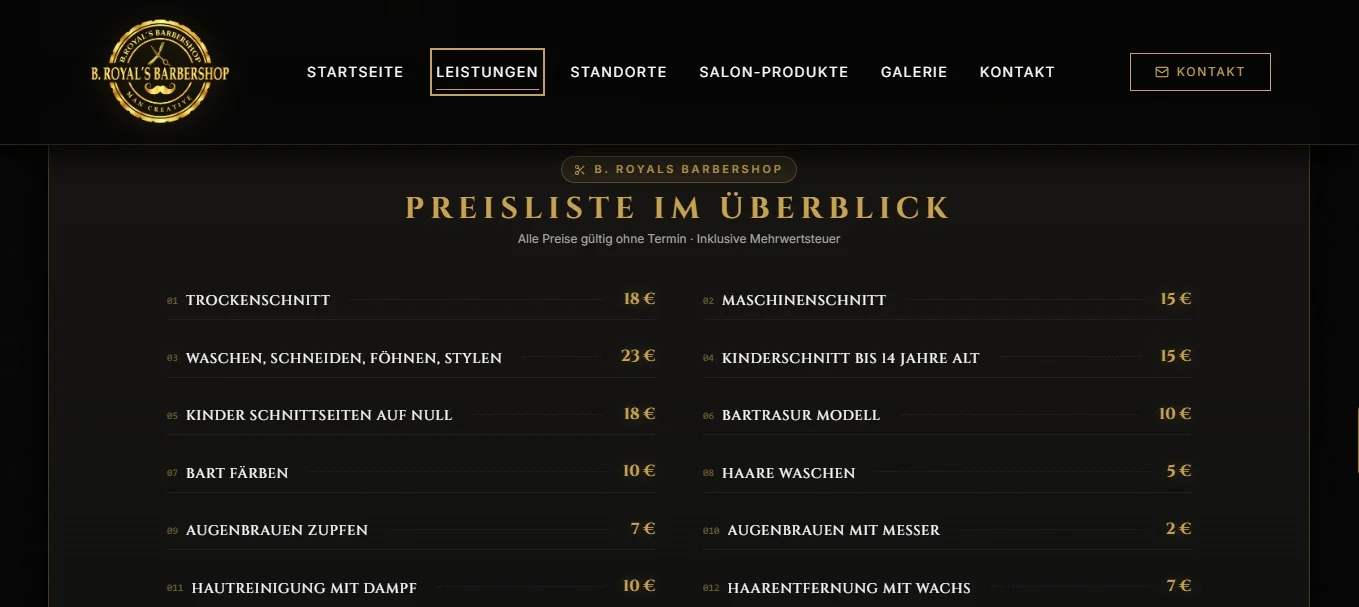 B. ROYAL'S BARBERSHOP
B. ROYAL'S BARBERSHOP
MAN CREATIVE
STARTSEITE LEISTUNGEN STANDORTE SALON-PRODUKTE GALERIE KONTAKT KONTAKT
B. ROYALS BARBERSHOP
PREISLISTE IM ÜBERBLICK
Alle Preise gültig ohne Termin · Inklusive Mehrwertsteuer
01 TROCKENSCHNITT 18 €
02 MASCHINENSCHNITT 15 €
03 WASCHEN, SCHNEIDEN, FÖHNEN, STYLEN 23 €
04 KINDERSCHNITT BIS 14 JAHRE ALT 15 €
05 KINDER SCHNITTSEITEN AUF NULL 18 €
06 BARTRASUR MODELL 10 €
07 BART FÄRBEN 10 €
08 HAARE WASCHEN 5 €
09 AUGENBRAUEN ZUPFEN 7 €
010 AUGENBRAUEN MIT MESSER 2 €
011 HAUTREINIGUNG MIT DAMPF 10 €
012 HAARENTFERNUNG MIT WACHS 7 €